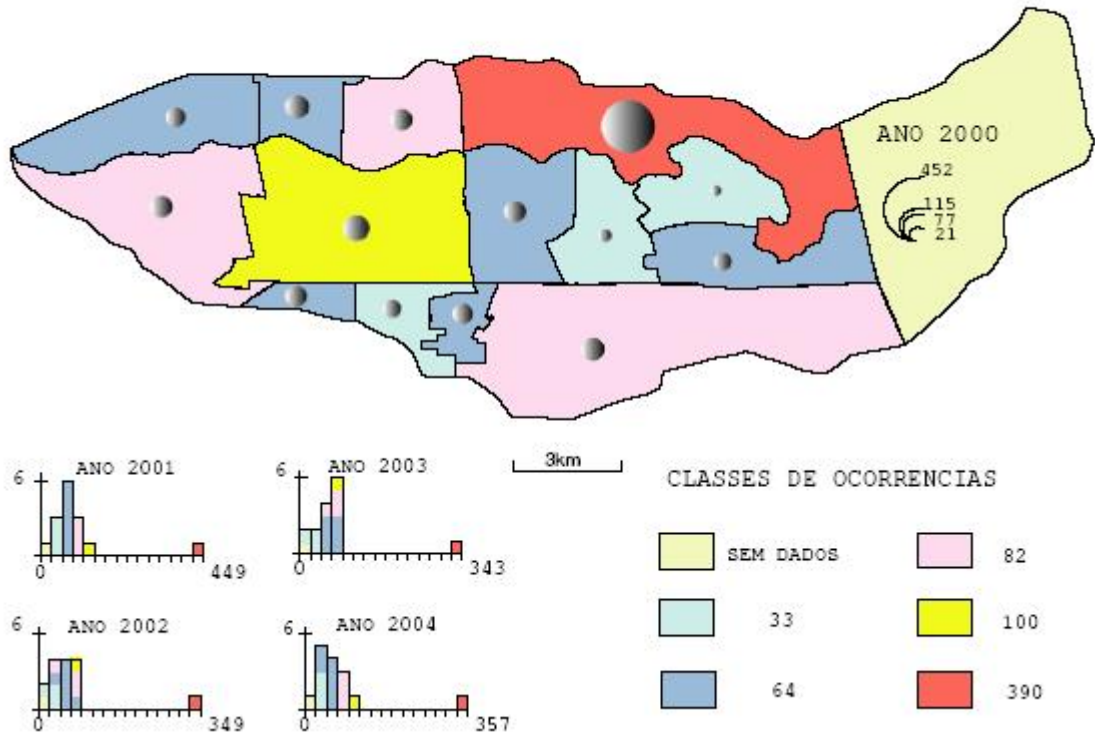 ANO 2000
452
115
77
21
3km
6
ANO 2001
0
449
6
ANO 2003
0
343
6
ANO 2002
0
349
6
ANO 2004
0
357
CLASSES DE OCORRENCIAS
SEM DADOS
82
33
100
64
390